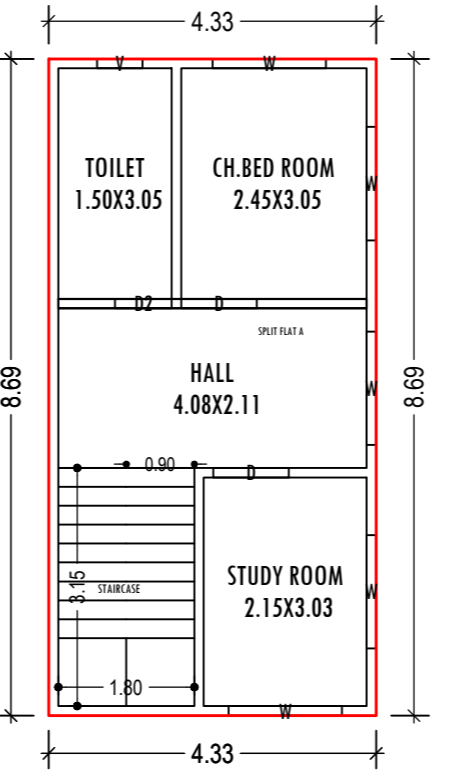 4.33
V W
TOILET
1.50X3.05
CH.BED ROOM
2.45X3.05
W
D2 D
SPLIT FLAT A
HALL
4.08X2.11
W
8.69
8.69
0.90
D
3.15
STAIRCASE
STUDY ROOM
2.15X3.03
W
1.80
W
4.33